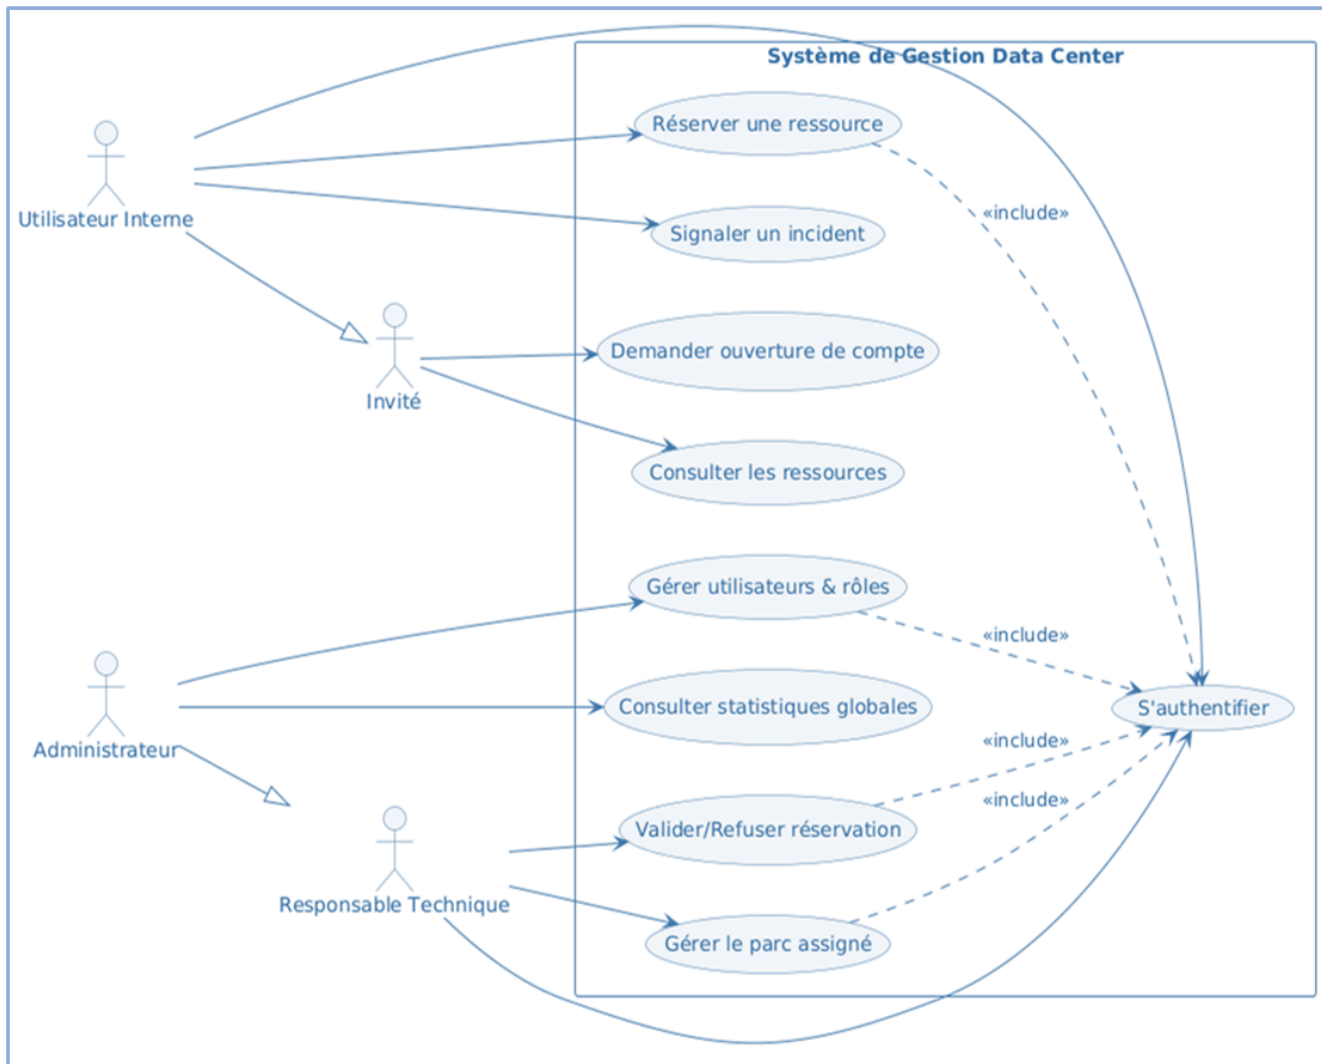 Système de Gestion Data Center
Réserver une ressource
Utilisateur Interne
«include»
Signaler un incident
Demander ouverture de compte
Invité
Consulter les ressources
Gérer utilisateurs & rôles
«include»
Consulter statistiques globales
S'authentifier
Administrateur
«include»
«include»
Valider/Refuser réservation
Responsable Technique
Gérer le parc assigné